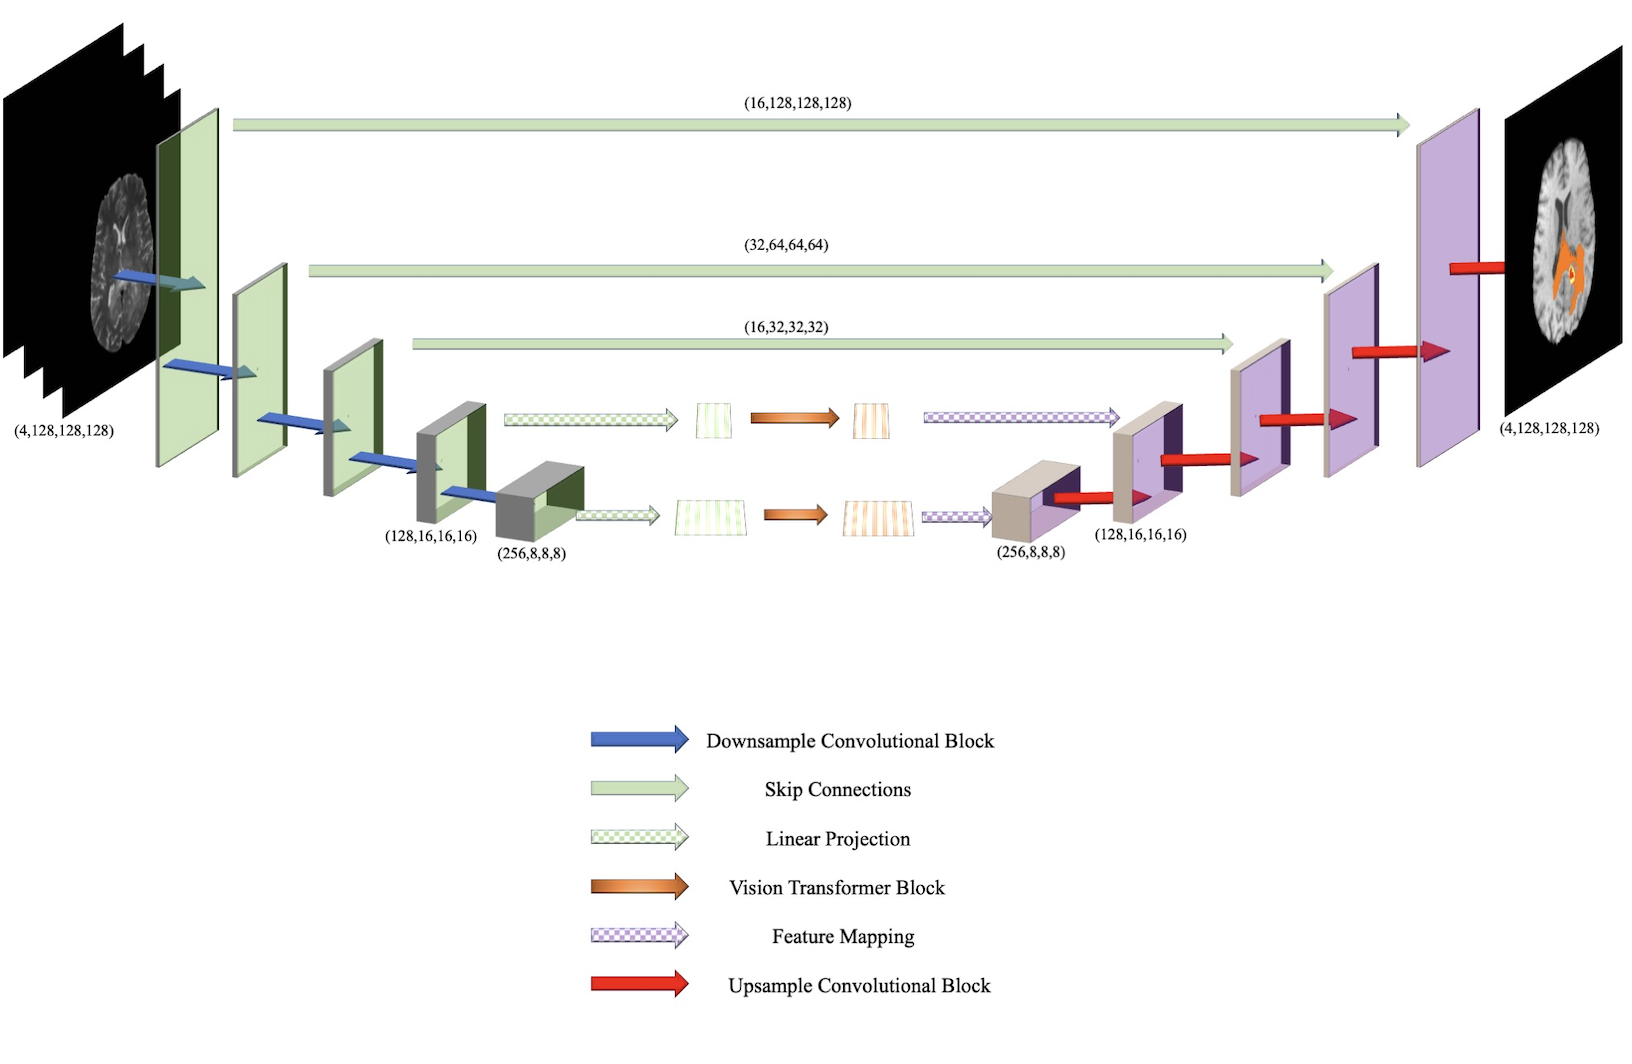 (16,128,128,128)
(32,64,64,64)
(16,32,32,32)
(4,128,128,128)
(4,128,128,128)
(128,16,16,16)
(128,16,16,16)
(256,8,8,8)
(256,8,8,8)
Downsample Convolutional Block
Skip Connections
Linear Projection
Vision Transformer Block
Feature Mapping
Upsample Convolutional Block